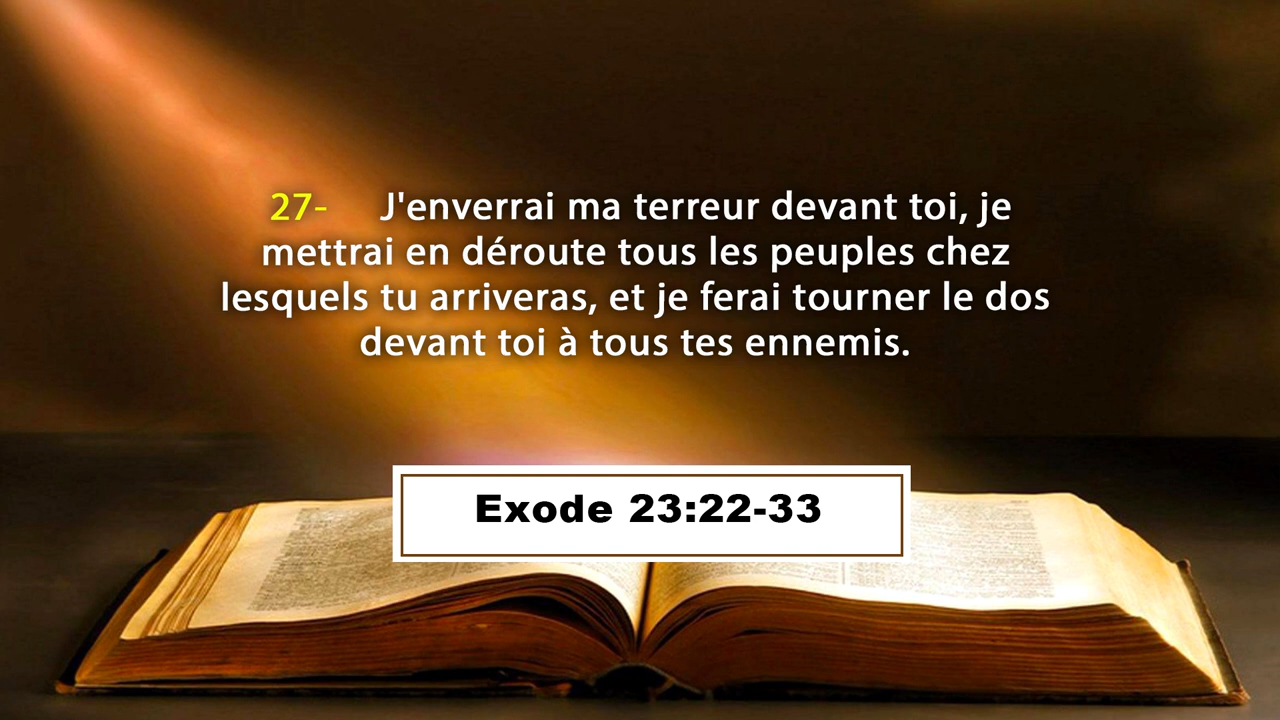 27- J'enverrai ma terreur devant toi, je
mettrai en déroute tous les peuples chez
lesquels tu arriveras, et je ferai tourner le dos
devant toi à tous tes ennemis.
Exode 23:22-33